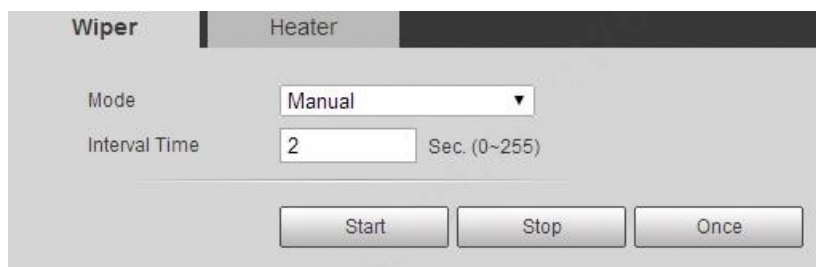 Wiper Heater
Mode Manual
Interval Time 2 Sec. (0~255)
Start Stop Once